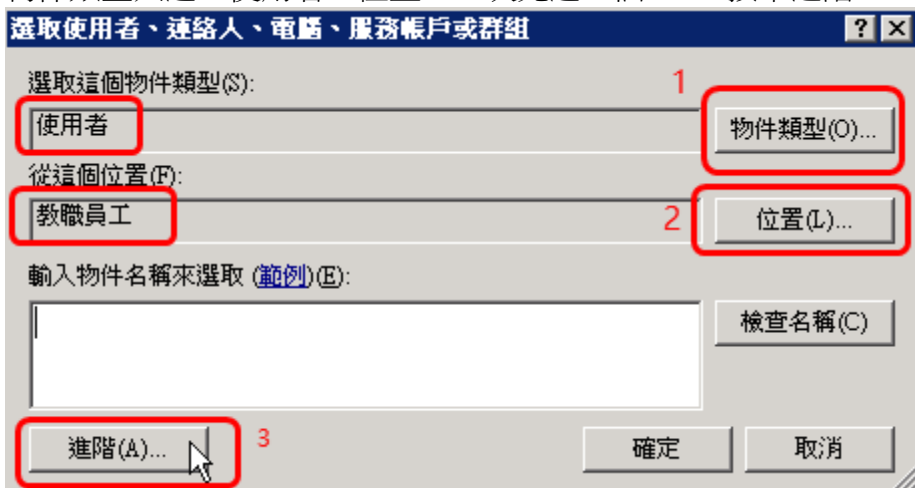 選取使用者、連絡人、電腦、服務帳戶或群組
選取這個物件類型(S): 1
使用者 物件類型(O)...
從這個位置(F):
教職員工 2 位置(L)...
輸入物件名稱來選取 (範例)(E):
檢查名稱(C)
進階(A)... 3 確定 取消